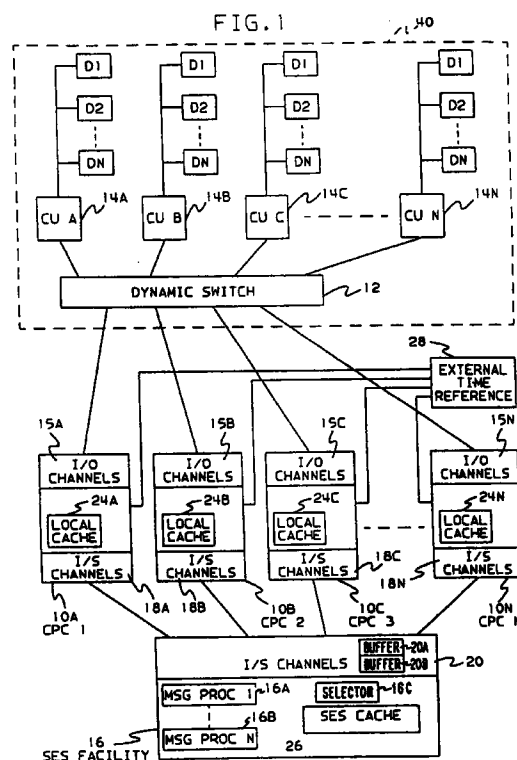 FIG.1
40
D1 D1 D1 D1
D2 D2 D2 D2
DN DN DN DN
14A 14B 14C 14N
CU A CU B CU C CU N
DYNAMIC SWITCH
12
28
EXTERNAL
TIME
REFERENCE
15A 15B 15C 15N
I/O
CHANNELS
I/O
CHANNELS
I/O
CHANNELS
I/O
CHANNELS
24A 24B 24C 24N
LOCAL
CACHE
LOCAL
CACHE
LOCAL
CACHE
LOCAL
CACHE
I/S
CHANNELS
I/S
CHANNELS
I/S
CHANNELS
I/S
CHANNELS
18A 18B 18C 18N
10A
CPC 1
10B
CPC 2
10C
CPC 3
10N
CPC N
I/S CHANNELS
BUFFER 20A
BUFFER 20B
20
MSG PROC 1 16A
SELECTOR 16C
16B
MSG PROC N
SES CACHE
26
16
SES FACILITY